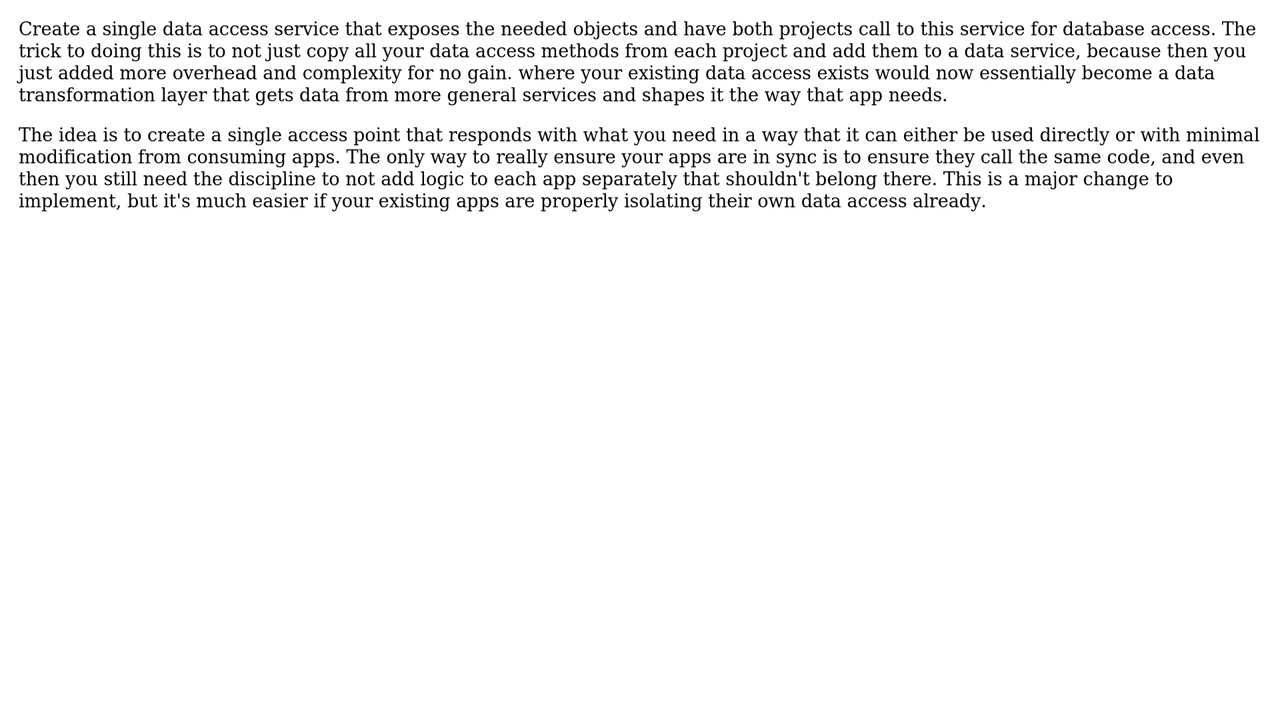 Create a single data access service that exposes the needed objects and have both projects call to this service for database access. The
trick to doing this is to not just copy all your data access methods from each project and add them to a data service, because then you
just added more overhead and complexity for no gain. where your existing data access exists would now essentially become a data
transformation layer that gets data from more general services and shapes it the way that app needs.
The idea is to create a single access point that responds with what you need in a way that it can either be used directly or with minimal
modification from consuming apps. The only way to really ensure your apps are in sync is to ensure they call the same code, and even
then you still need the discipline to not add logic to each app separately that shouldn't belong there. This is a major change to
implement, but it's much easier if your existing apps are properly isolating their own data access already.